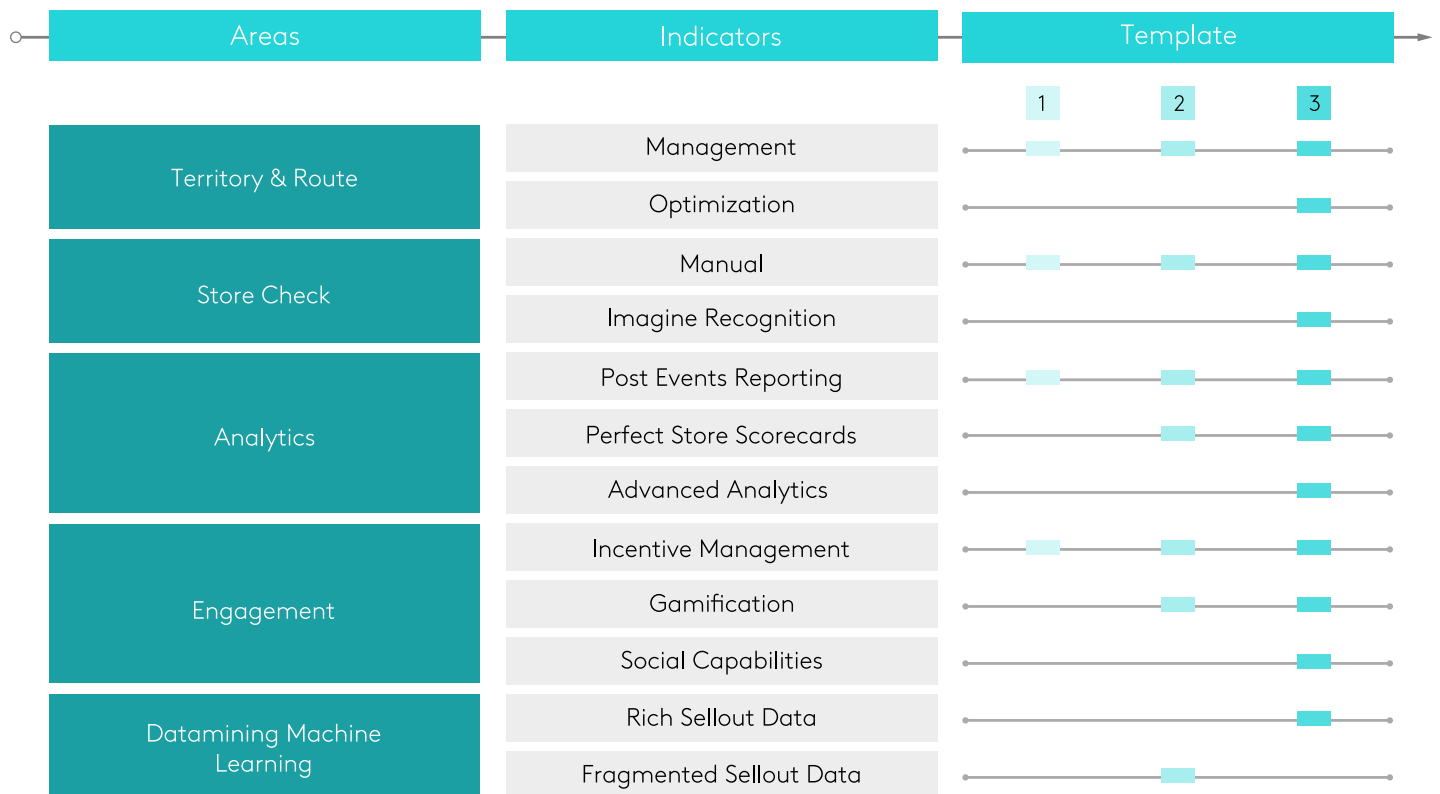 Areas
Indicators
Template
1
2
3
Territory & Route
Management
Optimization
Store Check
Manual
Imagine Recognition
Analytics
Post Events Reporting
Perfect Store Scorecards
Advanced Analytics
Engagement
Incentive Management
Gamification
Social Capabilities
Datamining Machine
Learning
Rich Sellout Data
Fragmented Sellout Data